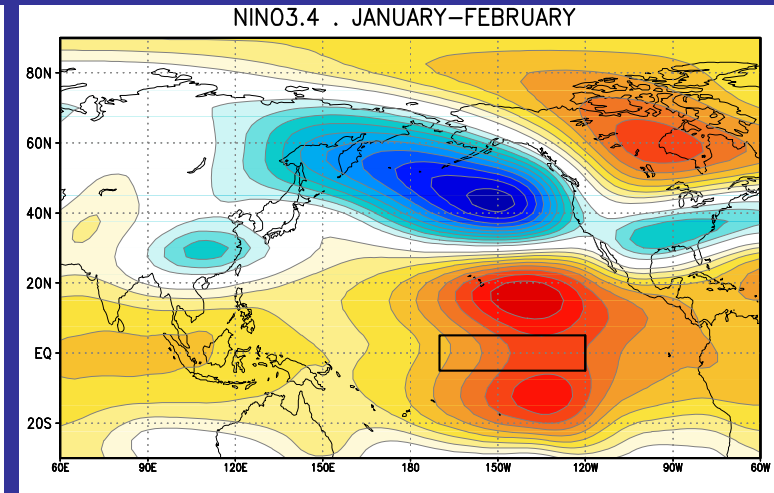 NINO3.4 . JANUARY-FEBRUARY
80N
60N
40N
20N
EQ
20S
60E 90E 120E 150E 180 150W 120W 90W 60W